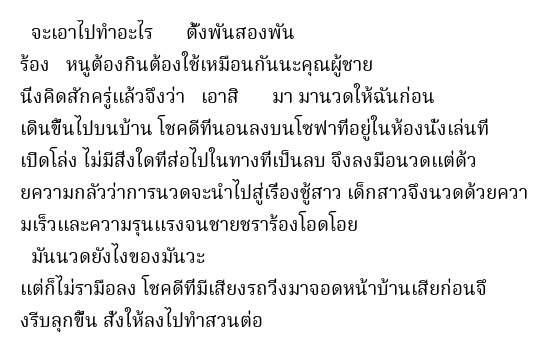 จะเอาไปทำอะไร ตั้งพันสองพัน
ร้อง หนูต้องกินต้องใช้เหมือนกันนะคุณผู้ชาย
นึ่งคิดสักครู่แล้วจึงว่า เอาสิ มา มานวดให้ฉันก่อน
เดินขึ้นไปบนบ้าน โชคดีที่นอนลงบนโซฟาที่อยู่ในห้องนั่งเล่นที่
เปิดโล่ง ไม่มีสิ่งใดที่ส่อไปในทางที่เป็นลบ จึงลงมือนวดแต่ด้ว
ยความกลัวว่าการนวดจะนำไปสู่เรื่องชู้สาว เด็กสาวจึงนวดด้วยควา
มเร็วและความรุนแรงจนชายชราร้องโอดโอย
มันนวดยังไงของมันวะ
แต่ก็ไม่รามือลง โชคดีที่มีเสียงรถวิ่งมาจอดหน้าบ้านเสียก่อนจึ
งรีบลุกขึ้น สั่งให้ลงไปทำสวนต่อ